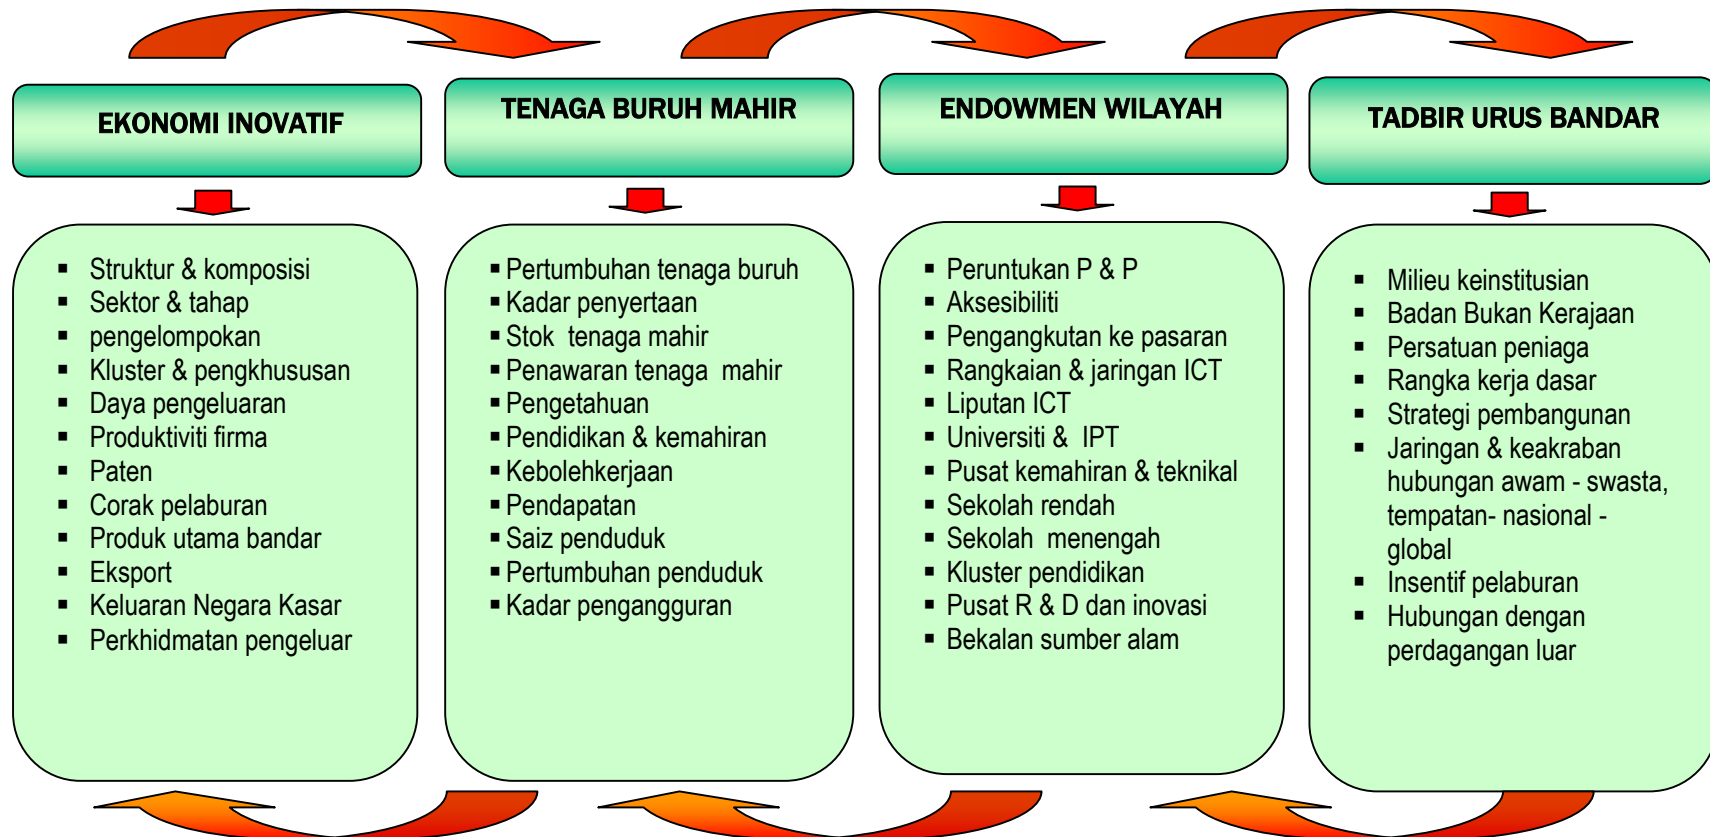 EKONOMI INOVATIF
▪ Struktur & komposisi
▪ Sektor & tahap
▪ pengelompokan
▪ Kluster & pengkhususan
▪ Daya pengeluaran
▪ Produktiviti firma
▪ Paten
▪ Corak pelaburan
▪ Produk utama bandar
▪ Eksport
▪ Keluaran Negara Kasar
▪ Perkhidmatan pengeluar
TENAGA BURUH MAHIR
▪ Pertumbuhan tenaga buruh
▪ Kadar penyertaan
▪ Stok tenaga mahir
▪ Penawaran tenaga mahir
▪ Pengetahuan
▪ Pendidikan & kemahiran
▪ Kebolehkerjaan
▪ Pendapatan
▪ Saiz penduduk
▪ Pertumbuhan penduduk
▪ Kadar pengangguran
ENDOWMEN WILAYAH
▪ Peruntukan P & P
▪ Aksesibiliti
▪ Pengangkutan ke pasaran
▪ Rangkaian & jaringan ICT
▪ Liputan ICT
▪ Universiti & IPT
▪ Pusat kemahiran & teknikal
▪ Sekolah rendah
▪ Sekolah menengah
▪ Kluster pendidikan
▪ Pusat R & D dan inovasi
▪ Bekalan sumber alam
TADBIR URUS BANDAR
▪ Milieu keinstitusian
▪ Badan Bukan Kerajaan
▪ Persatuan peniaga
▪ Rangka kerja dasar
▪ Strategi pembangunan
▪ Jaringan & keakraban
hubungan awam - swasta,
tempatan- nasional -
global
▪ Insentif pelaburan
▪ Hubungan dengan
perdagangan luar